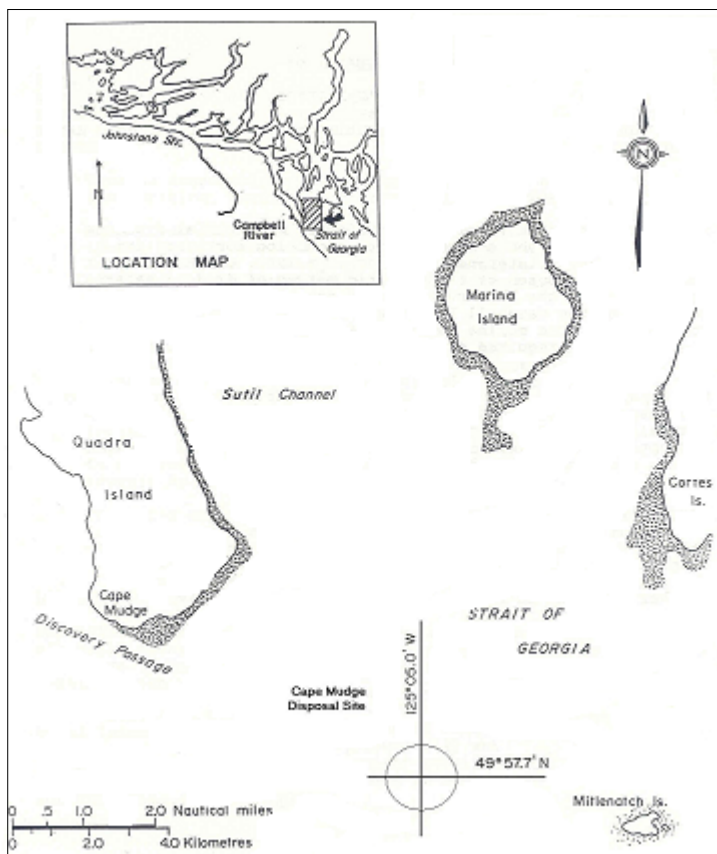 Johnstone Str.
N
Campbell
River
Strait of
Georgia
LOCATION MAP
N
Marina
Island
Sutil Channel
Quadra
Island
Cortes
Is.
Cape
Mudge
Discovery Passage
STRAIT OF
GEORGIA
125°05.0' W
Cape Mudge
Disposal Site
49°57.7' N
Mitlenatch Is.
0 .5 1.0 2.0 Nautical miles
0 2.0 4.0 Kilometres